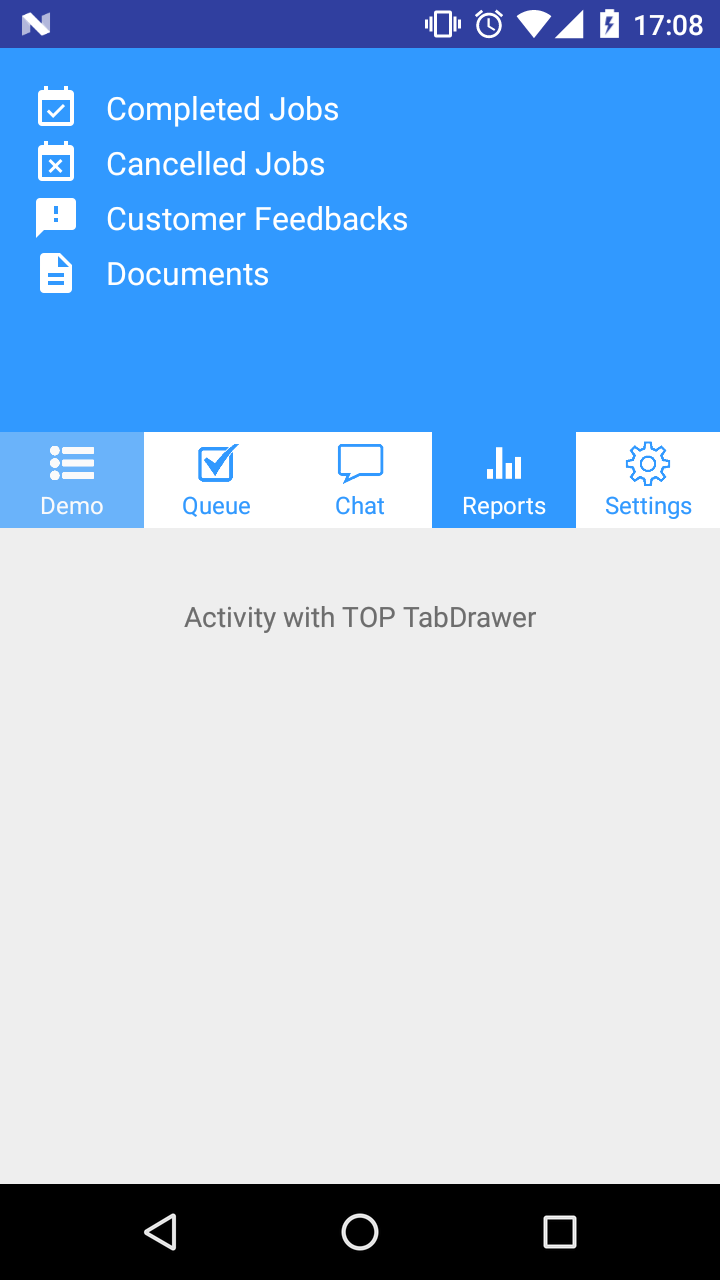 17:08
Completed Jobs
Cancelled Jobs
Customer Feedbacks
Documents
Demo Queue Chat Reports Settings
Activity with TOP TabDrawer